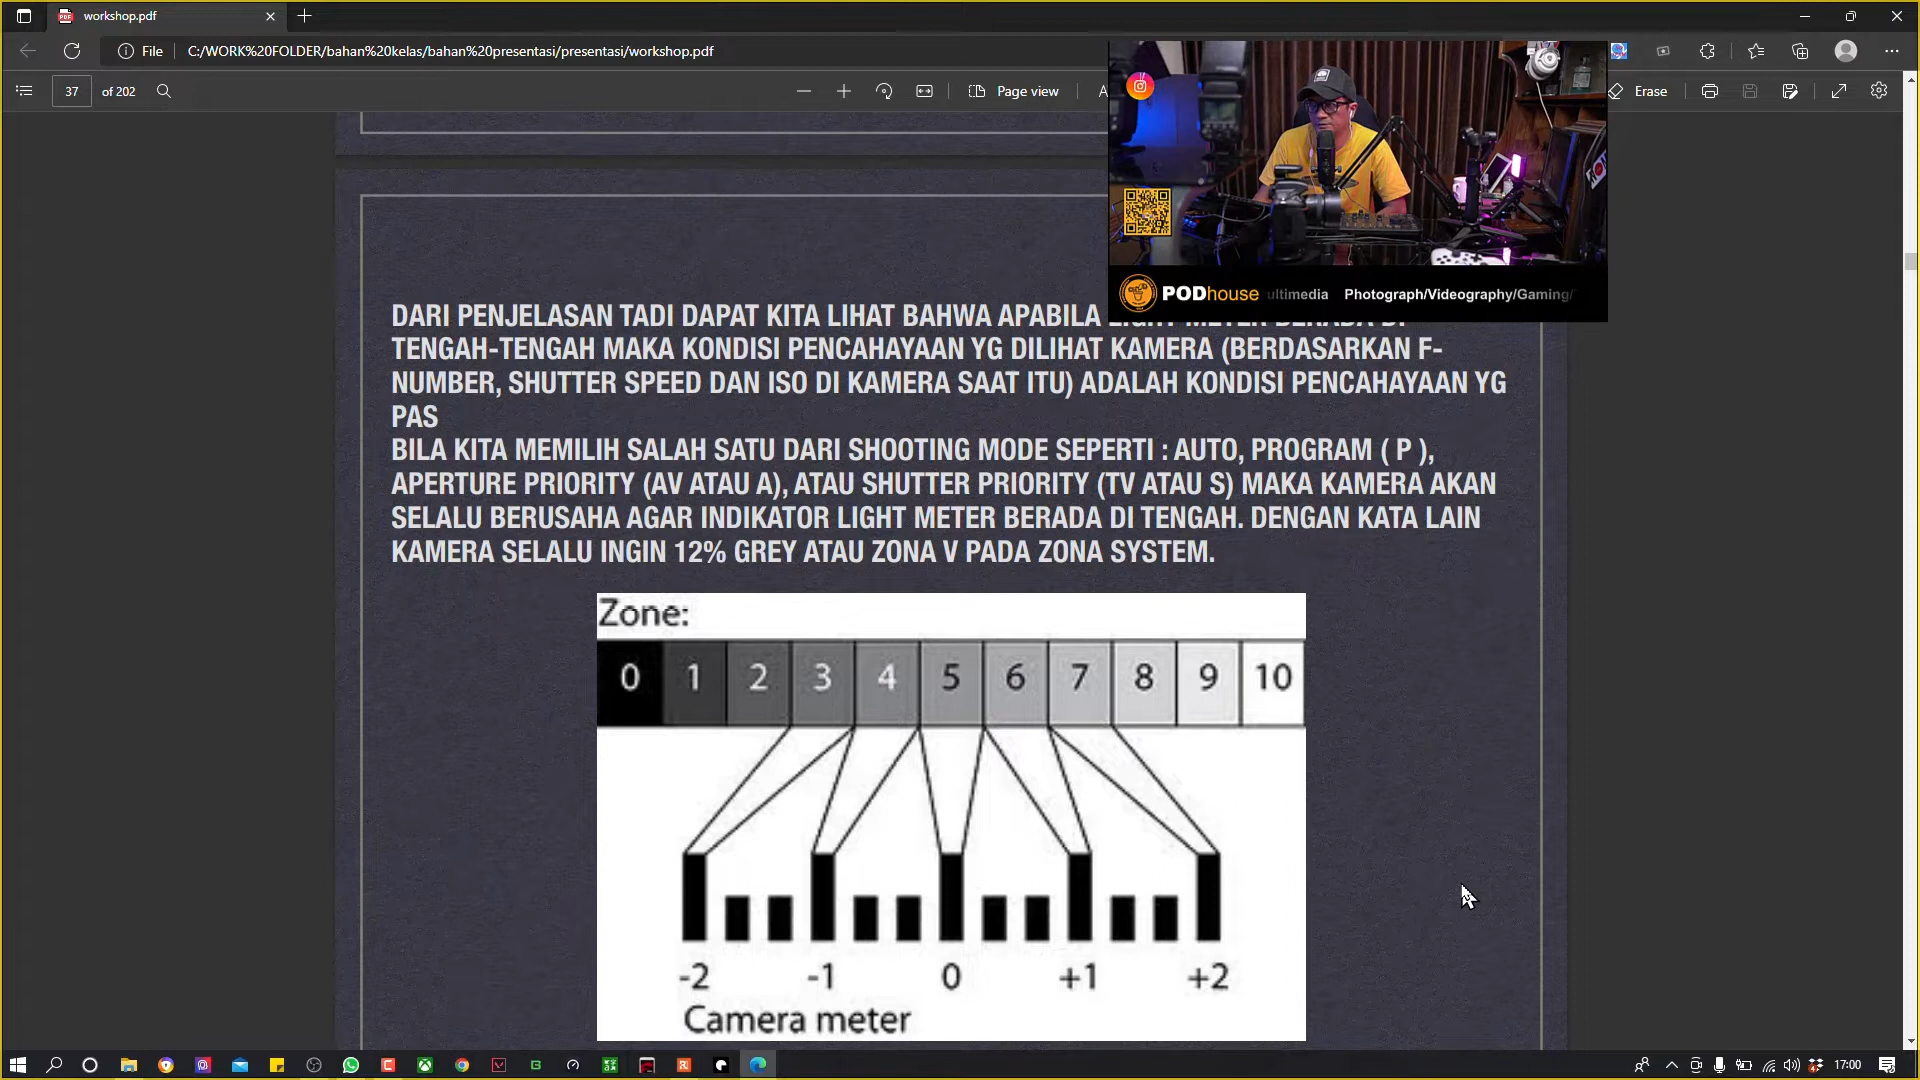 workshop.pdf
File
C:/WORK%20FOLDER/bahan%20kelas/bahan%20presentasi/presentasi/workshop.pdf
37 of 202
Page view
Erase
PODhouse ultimedia Photograph/Videography/Gaming/
DARI PENJELASAN TADI DAPAT KITA LIHAT BAHWA APABILA LIGHT METER BERADA DI
TENGAH-TENGAH MAKA KONDISI PENCAHAYAAN YG DILIHAT KAMERA (BERDASARKAN F-
NUMBER, SHUTTER SPEED DAN ISO DI KAMERA SAAT ITU) ADALAH KONDISI PENCAHAYAAN YG
PAS
BILA KITA MEMILIH SALAH SATU DARI SHOOTING MODE SEPERTI : AUTO, PROGRAM ( P ),
APERTURE PRIORITY (AV ATAU A), ATAU SHUTTER PRIORITY (TV ATAU S) MAKA KAMERA AKAN
SELALU BERUSAHA AGAR INDIKATOR LIGHT METER BERADA DI TENGAH. DENGAN KATA LAIN
KAMERA SELALU INGIN 12% GREY ATAU ZONA V PADA ZONA SYSTEM.
Zone:
0 1 2 3 4 5 6 7 8 9 10
-2 -1 0 +1 +2
Camera meter
17:00